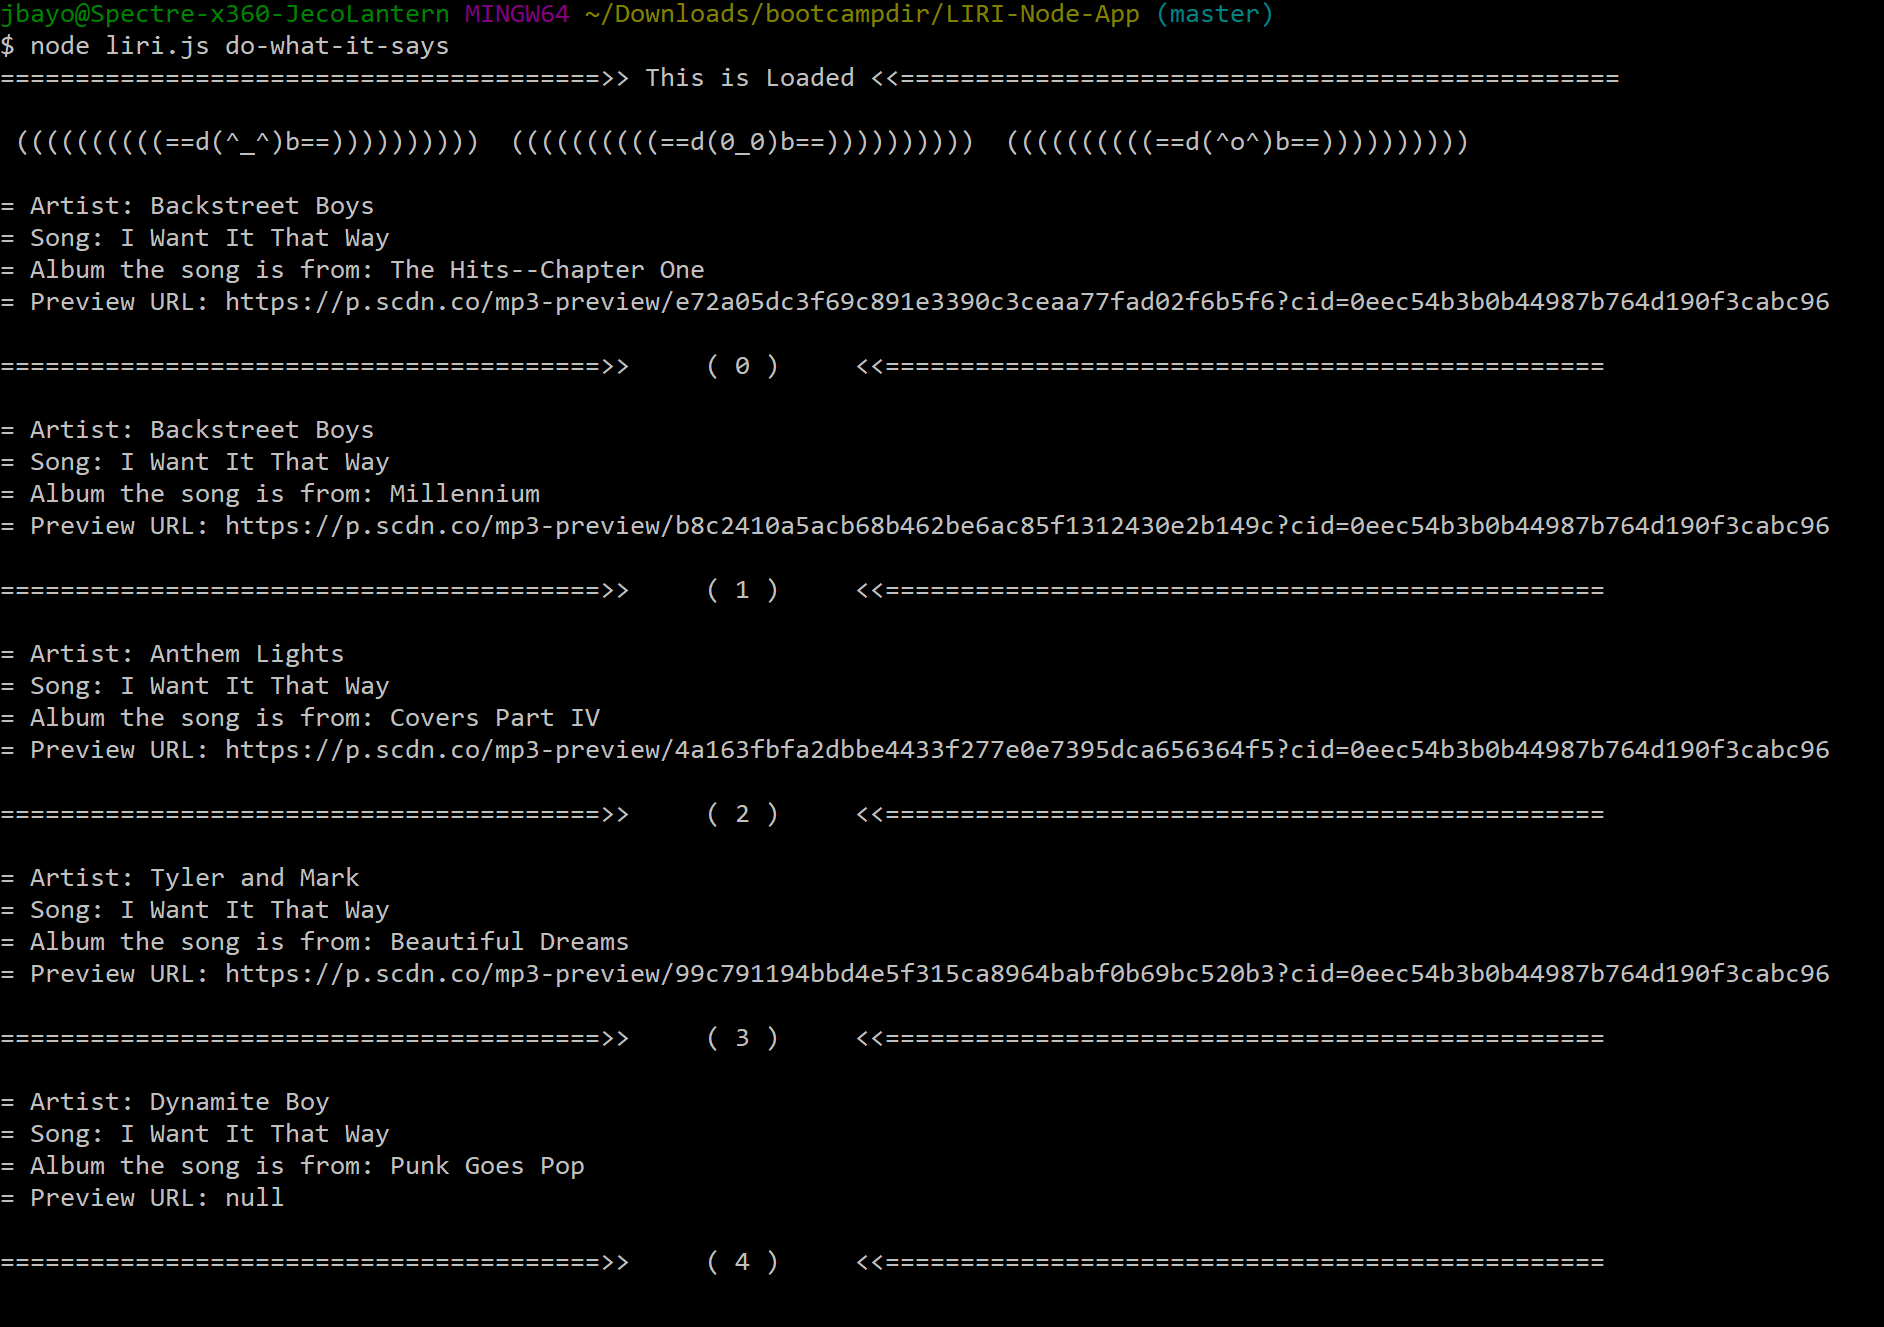 jbayo@Spectre-x360-JecoLantern MINGW64 ~/Downloads/bootcampdir/LIRI-Node-App (master)
$ node liri.js do-what-it-says
========================================>> This is Loaded <<================================================
((((((((((==d(^_^)b==)))))))))) ((((((((((==d(0_0)b==)))))))))) ((((((((((==d(^o^)b==))))))))))
= Artist: Backstreet Boys
= Song: I Want It That Way
= Album the song is from: The Hits--Chapter One
= Preview URL: https://p.scdn.co/mp3-preview/e72a05dc3f69c891e3390c3ceaa77fad02f6b5f6?cid=0eec54b3b0b44987b764d190f3cabc96
========================================>> ( 0 ) <<================================================
= Artist: Backstreet Boys
= Song: I Want It That Way
= Album the song is from: Millennium
= Preview URL: https://p.scdn.co/mp3-preview/b8c2410a5acb68b462be6ac85f1312430e2b149c?cid=0eec54b3b0b44987b764d190f3cabc96
========================================>> ( 1 ) <<================================================
= Artist: Anthem Lights
= Song: I Want It That Way
= Album the song is from: Covers Part IV
= Preview URL: https://p.scdn.co/mp3-preview/4a163fbfa2dbbe4433f277e0e7395dca656364f5?cid=0eec54b3b0b44987b764d190f3cabc96
========================================>> ( 2 ) <<================================================
= Artist: Tyler and Mark
= Song: I Want It That Way
= Album the song is from: Beautiful Dreams
= Preview URL: https://p.scdn.co/mp3-preview/99c791194bbd4e5f315ca8964babf0b69bc520b3?cid=0eec54b3b0b44987b764d190f3cabc96
========================================>> ( 3 ) <<================================================
= Artist: Dynamite Boy
= Song: I Want It That Way
= Album the song is from: Punk Goes Pop
= Preview URL: null
========================================>> ( 4 ) <<================================================